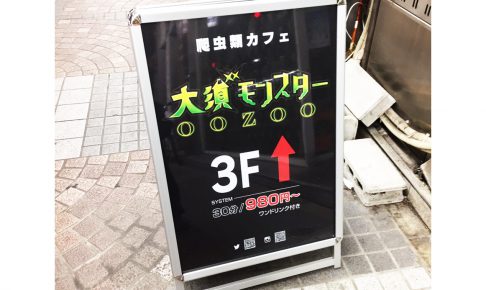 爬虫類カフェ
大須モンスター
OOZOO
3F↑
SYSTEM
30分/980円～
ワンドリンク付き